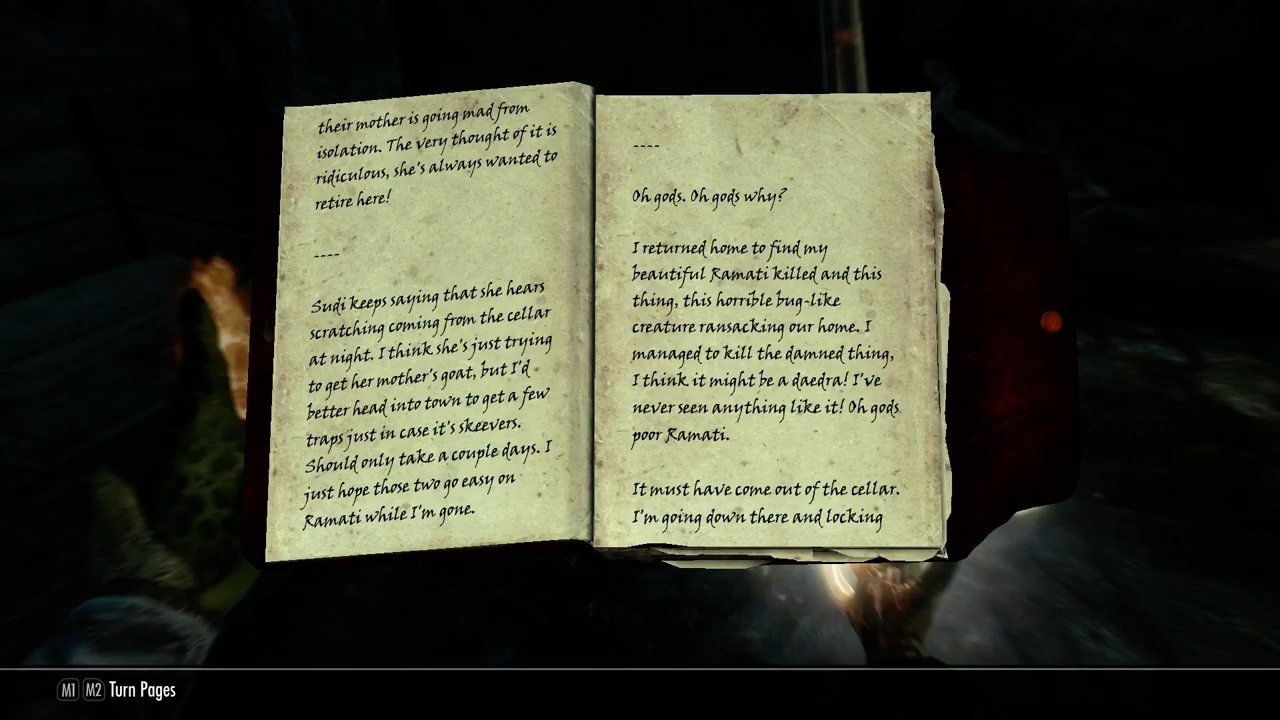 their mother is going mad from
isolation. The very thought of it is
ridiculous, she's always wanted to
retire here!
----
Sudi keeps saying that she hears
scratching coming from the cellar
at night. I think she's just trying
to get her mother's goat, but I'd
better head into town to get a few
traps just in case it's skeevers.
Should only take a couple days. I
just hope those two go easy on
Ramati while I'm gone.
----
Oh gods. Oh gods why?
I returned home to find my
beautiful Ramati killed and this
thing, this horrible bug-like
creature ransacking our home. I
managed to kill the damned thing,
I think it might be a daedra! I've
never seen anything like it! Oh gods
poor Ramati.
It must have come out of the cellar.
I'm going down there and locking
M1 M2 Turn Pages